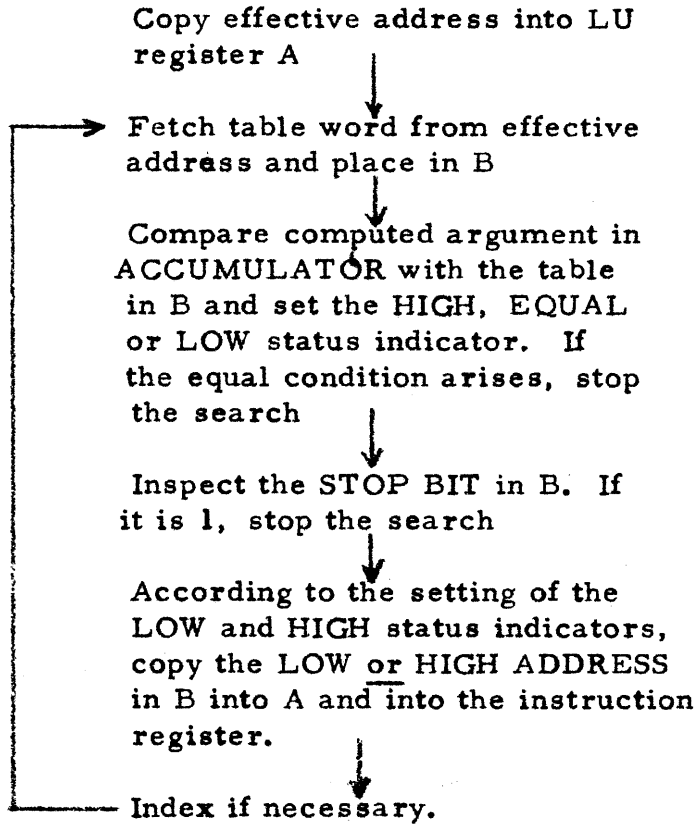 Copy effective address into LU
register A
Fetch table word from effective
address and place in B
Compare computed argument in
ACCUMULATOR with the table
in B and set the HIGH, EQUAL
or LOW status indicator. If
the equal condition arises, stop
the search
Inspect the STOP BIT in B. If
it is 1, stop the search
According to the setting of the
LOW and HIGH status indicators,
copy the LOW or HIGH ADDRESS
in B into A and into the instruction
register.
Index if necessary.